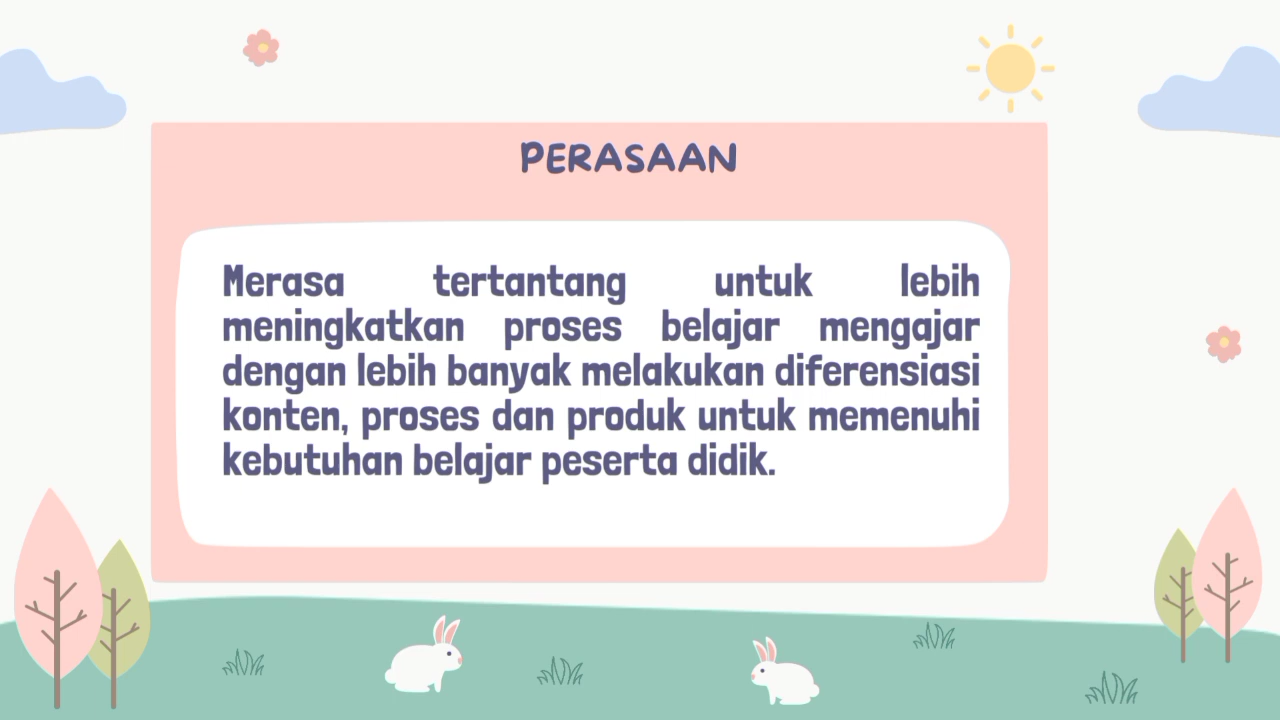 PERASAAN
Merasa tertantang untuk lebih
meningkatkan proses belajar mengajar
dengan lebih banyak melakukan diferensiasi
konten, proses dan produk untuk memenuhi
kebutuhan belajar peserta didik.